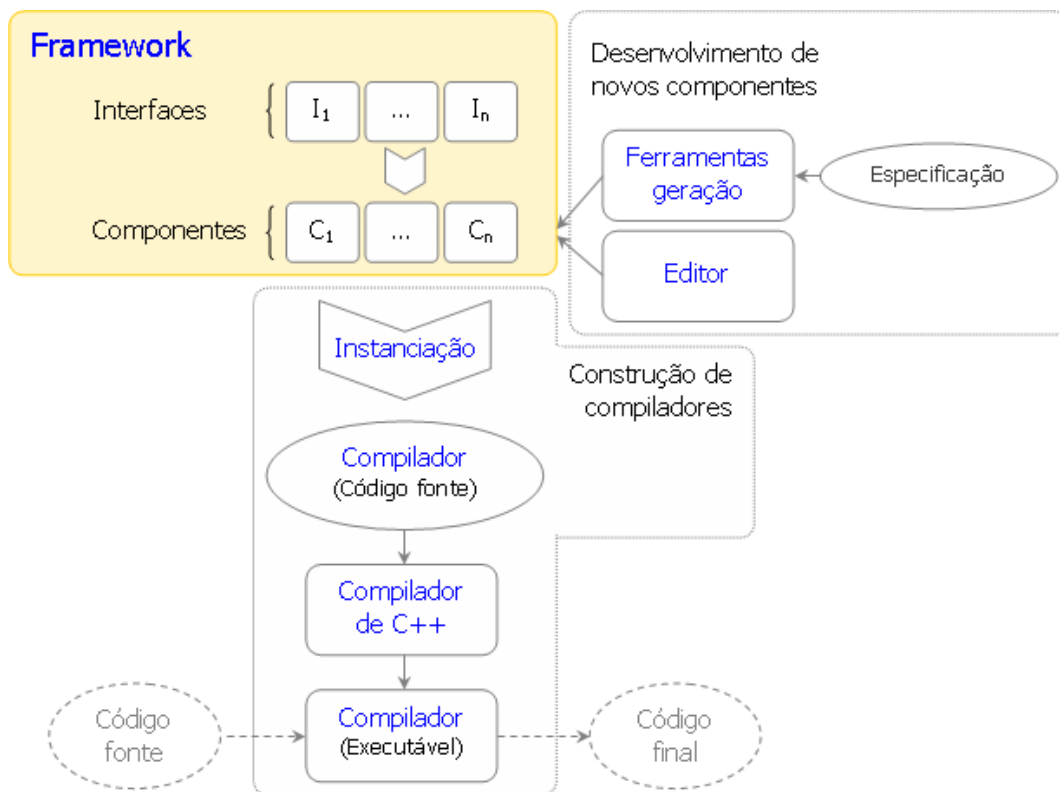 Framework
Interfaces
I1
...
In
Componentes
C1
...
Cn
Desenvolvimento de
novos componentes
Ferramentas
geração
Especificação
Editor
Instanciação
Construção de
compiladores
Compilador
(Código fonte)
Compilador
de C++
Código
fonte
Compilador
(Executável)
Código
final